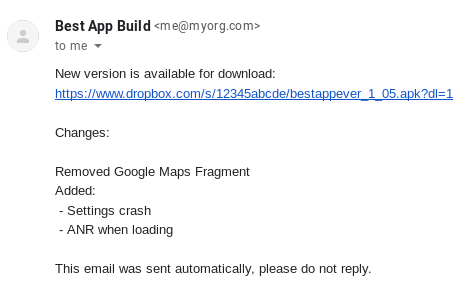 Best App Build <me@myorg.com>
to me
New version is available for download:
https://www.dropbox.com/s/12345abcde/bestappever_1_05.apk?dl=1
Changes:
Removed Google Maps Fragment
Added:
- Settings crash
- ANR when loading
This email was sent automatically, please do not reply.